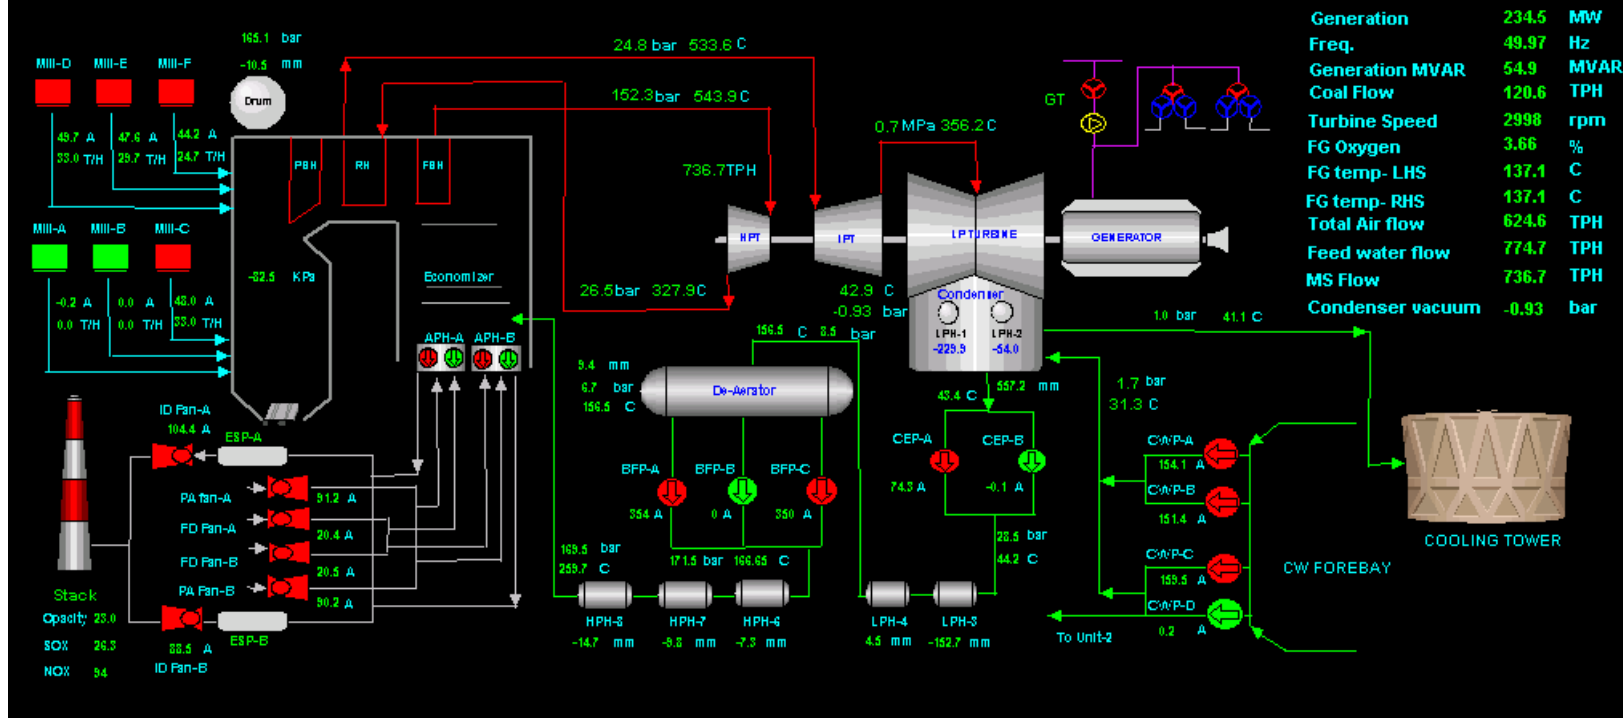 Generation 234.5 MW
Freq. 49.97 Hz
Generation MVAR 54.9 MVAR
Coal Flow 120.6 TPH
Turbine Speed 2998 rpm
FG Oxygen 3.66 %
FG temp- LHS 137.1 C
FG temp- RHS 137.1 C
Total Air flow 624.6 TPH
Feed water flow 774.7 TPH
MS Flow 736.7 TPH
Condenser vacuum -0.93 bar
165.1 bar
-10.5 mm
Drum
Mill-D Mill-E Mill-F
49.7 A 47.6 A 44.2 A
33.0 T/H 29.7 T/H 24.7 T/H
Mill-A Mill-B Mill-C
-0.2 A 0.0 A 48.0 A
0.0 T/H 0.0 T/H 33.0 T/H
PSH RH FSH
-82.5 KPa
Economizer
APH-A APH-B
24.8 bar 533.6 C
152.3 bar 543.9 C
736.7TPH
0.7 MPa 356.2 C
GT
HPT IPT LPTURBINE GENERATOR
26.5bar 327.9C
42.9 C
-0.93 bar
Condenser
LPH-1 LPH-2
-229.9 -54.0
156.5 C 8.5 bar
9.4 mm
6.7 bar
156.5 C
De-Aerator
43.4 C
557.2 mm
1.0 bar 41.1 C
1.7 bar
31.3 C
CEP-A CEP-B
74.3 A -0.1 A
28.5 bar
44.2 C
BFP-A BFP-B BFP-C
354 A 0 A 350 A
169.5 bar
259.7 C
171.5 bar 166.65 C
HPH-8 HPH-7 HPH-6
-14.7 mm -9.8 mm -7.3 mm
LPH-4 LPH-3
4.5 mm -152.7 mm
CWP-A
154.1 A
CWP-B
151.4 A
CWP-C
159.5 A
CWP-D
0.2 A
To Unit-2
CW FOREBAY
COOLING TOWER
ID Fan-A
104.4 A
ESP-A
PA fan-A
91.2 A
FD Fan-A
20.4 A
FD Fan-B
20.5 A
PA Fan-B
90.2 A
ESP-B
88.5 A
ID Fan-B
Stack
Opacity 23.0
SOX 26.3
NOX 94